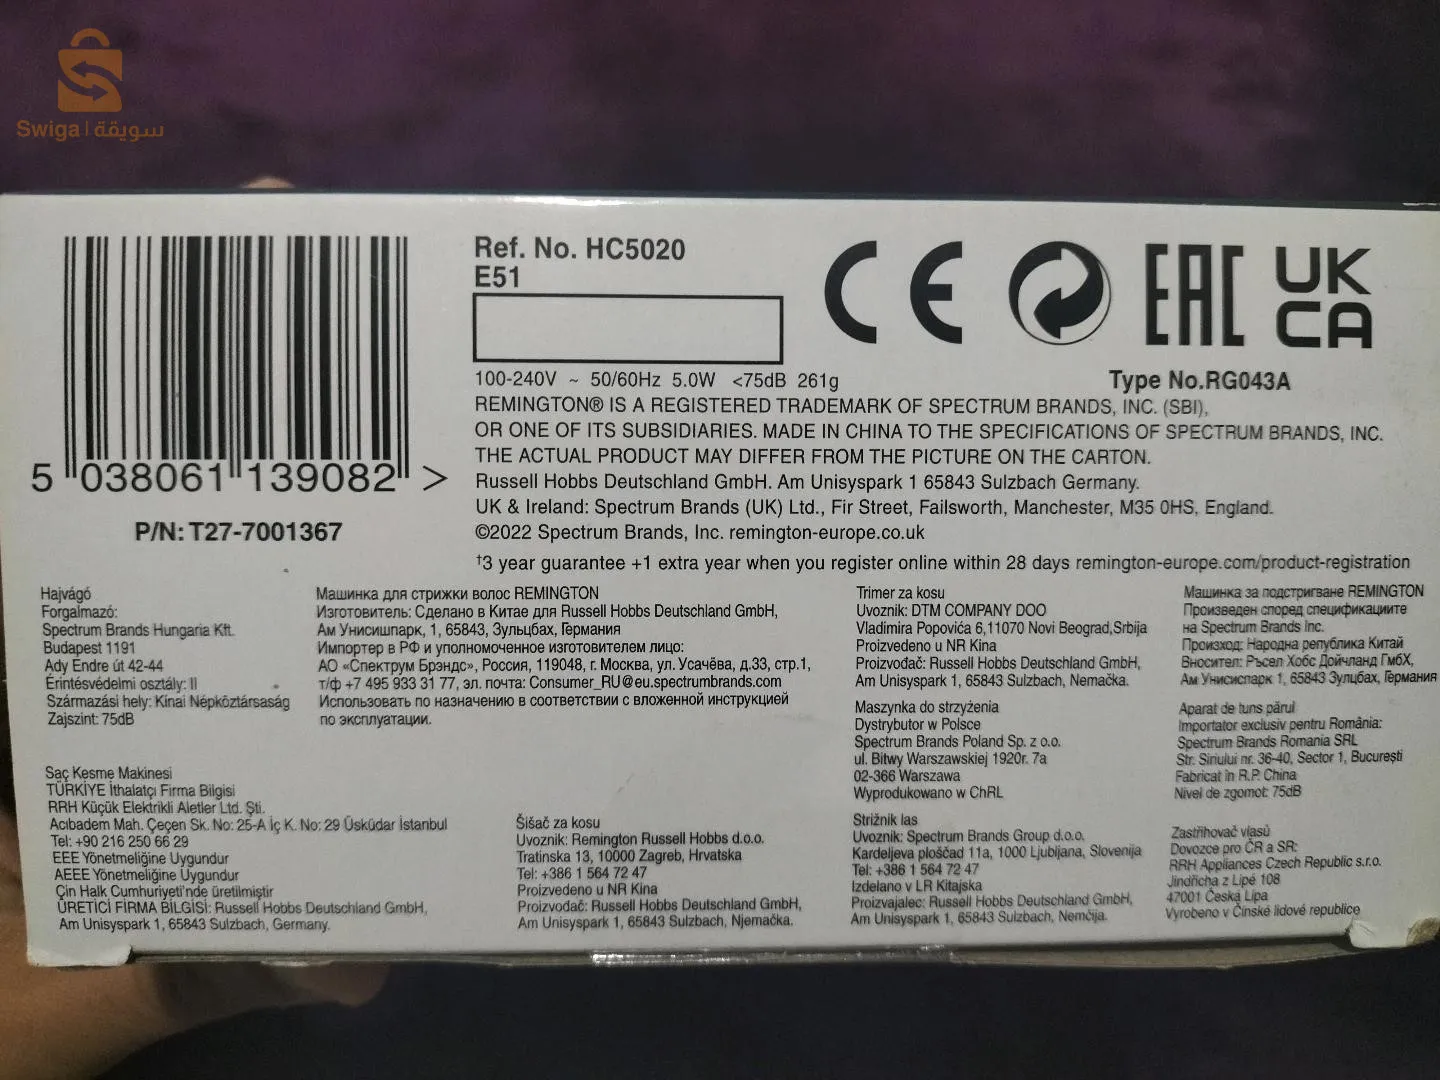 Swiga | سويقة
Ref. No. HC5020
E51
CE
EAC
UK
CA
100-240V ~ 50/60Hz 5.0W <75dB 261g
Type No.RG043A
REMINGTON® IS A REGISTERED TRADEMARK OF SPECTRUM BRANDS, INC. (SBI),
OR ONE OF ITS SUBSIDIARIES. MADE IN CHINA TO THE SPECIFICATIONS OF SPECTRUM BRANDS, INC.
THE ACTUAL PRODUCT MAY DIFFER FROM THE PICTURE ON THE CARTON.
Russell Hobbs Deutschland GmbH. Am Unisyspark 1 65843 Sulzbach Germany.
UK & Ireland: Spectrum Brands (UK) Ltd., Fir Street, Failsworth, Manchester, M35 0HS, England.
©2022 Spectrum Brands, Inc. remington-europe.co.uk
†3 year guarantee +1 extra year when you register online within 28 days remington-europe.com/product-registration
5 038061 139082 >
P/N: T27-7001367
Hajvágó
Forgalmazó:
Spectrum Brands Hungaria Kft.
Budapest 1191
Ady Endre út 42-44
Érintésvédelmi osztály: II
Származási hely: Kínai Népköztársaság
Zajszint: 75dB
Машинка для стрижки волос REMINGTON
Изготовитель: Сделано в Китае для Russell Hobbs Deutschland GmbH,
Ам Унисишпарк, 1, 65843, Зульцбах, Германия
Импортер в РФ и уполномоченное изготовителем лицо:
АО «Спектрум Брэндс», Россия, 119048, г. Москва, ул. Усачёва, д.33, стр.1,
т/ф +7 495 933 31 77, эл. почта: Consumer_RU@eu.spectrumbrands.com
Использовать по назначению в соответствии с вложенной инструкцией
по эксплуатации.
Trimer za kosu
Uvoznik: DTM COMPANY DOO
Vladimira Popovića 6,11070 Novi Beograd,Srbija
Proizvedeno u NR Kina
Proizvođač: Russell Hobbs Deutschland GmbH,
Am Unisyspark 1, 65843 Sulzbach, Nemačka.
Машинка за подстригване REMINGTON
Произведен според спецификациите
на Spectrum Brands Inc.
Произход: Народна република Китай
Вносител: Ръсел Хобс Дойчланд ГмбХ,
Ам Унисиспарк 1, 65843 Зулцбах, Германия
Maszynka do strzyżenia
Dystrybutor w Polsce
Spectrum Brands Poland Sp. z o.o.
ul. Bitwy Warszawskiej 1920r. 7a
02-366 Warszawa
Wyprodukowano w ChRL
Aparat de tuns părul
Importator exclusiv pentru România:
Spectrum Brands Romania SRL
Str. Sinului nr. 36-40, Sector 1, București
Fabricat in R.P. China
Nivel de zgomot: 75dB
Saç Kesme Makinesi
TÜRKİYE İthalatçı Firma Bilgisi
RRH Küçük Elektrikli Aletler Ltd. Şti.
Acıbadem Mah. Çeçen Sk. No: 25-A İç K. No: 29 Üsküdar İstanbul
Tel: +90 216 250 66 29
EEE Yönetmeliğine Uygundur
AEEE Yönetmeliğine Uygundur
Çin Halk Cumhuriyeti'nde üretilmiştir
ÜRETİCİ FİRMA BİLGİSİ: Russell Hobbs Deutschland GmbH,
Am Unisyspark 1, 65843 Sulzbach, Germany.
Šišač za kosu
Uvoznik: Remington Russell Hobbs d.o.o.
Tratinska 13, 10000 Zagreb, Hrvatska
Tel: +386 1 564 72 47
Proizvedeno u NR Kina
Proizvođač: Russell Hobbs Deutschland GmbH,
Am Unisyspark 1, 65843 Sulzbach, Njemačka.
Strižnik las
Uvoznik: Spectrum Brands Group d.o.o.
Kardeljeva ploščad 11a, 1000 Ljubljana, Slovenija
Tel: +386 1 564 72 47
Izdelano v LR Kitajska
Proizvajalec: Russell Hobbs Deutschland GmbH,
Am Unisyspark 1, 65843 Sulzbach, Nemčija.
Zastřihovač vlasů
Dovozce pro ČR a SR:
RRH Appliances Czech Republic s.r.o.
Jindřicha z Lipé 108
47001 Česká Lípa
Vyrobeno v Čínské lidové republice